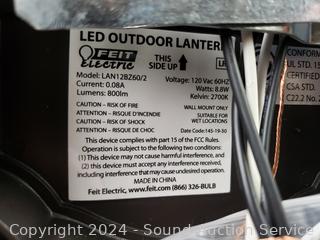 LED OUTDOOR LANTER
FEIT
electric
THIS
SIDE UP
Model: LAN12BZ60/2
Current: 0.08A
Lumens: 800lm
Voltage: 120 Vac 60HZ
Watts: 8.8W
Kelvin: 2700K
CAUTION – RISK OF FIRE
ATTENTION – RISQUE D'INCENDIE
CAUTION – RISK OF SHOCK
ATTENTION – RISQUE DE CHOC
WALL MOUNT ONLY
SUITABLE FOR
WET LOCATIONS
Date Code:145-19-30
This device complies with part 15 of the FCC Rules.
Operation is subject to the following two conditions:
(1) This device may not cause harmful interference, and
(2) This device must accept any interference received,
including interference that may cause undesired operation.
MADE IN CHINA
Feit Electric, www.feit.com (866) 326-BULB
CONFORMS
UL STD. 15
CERTIFIED
CSA STD.
C22.2 N
Copyright 2024 - Sound Auction Service